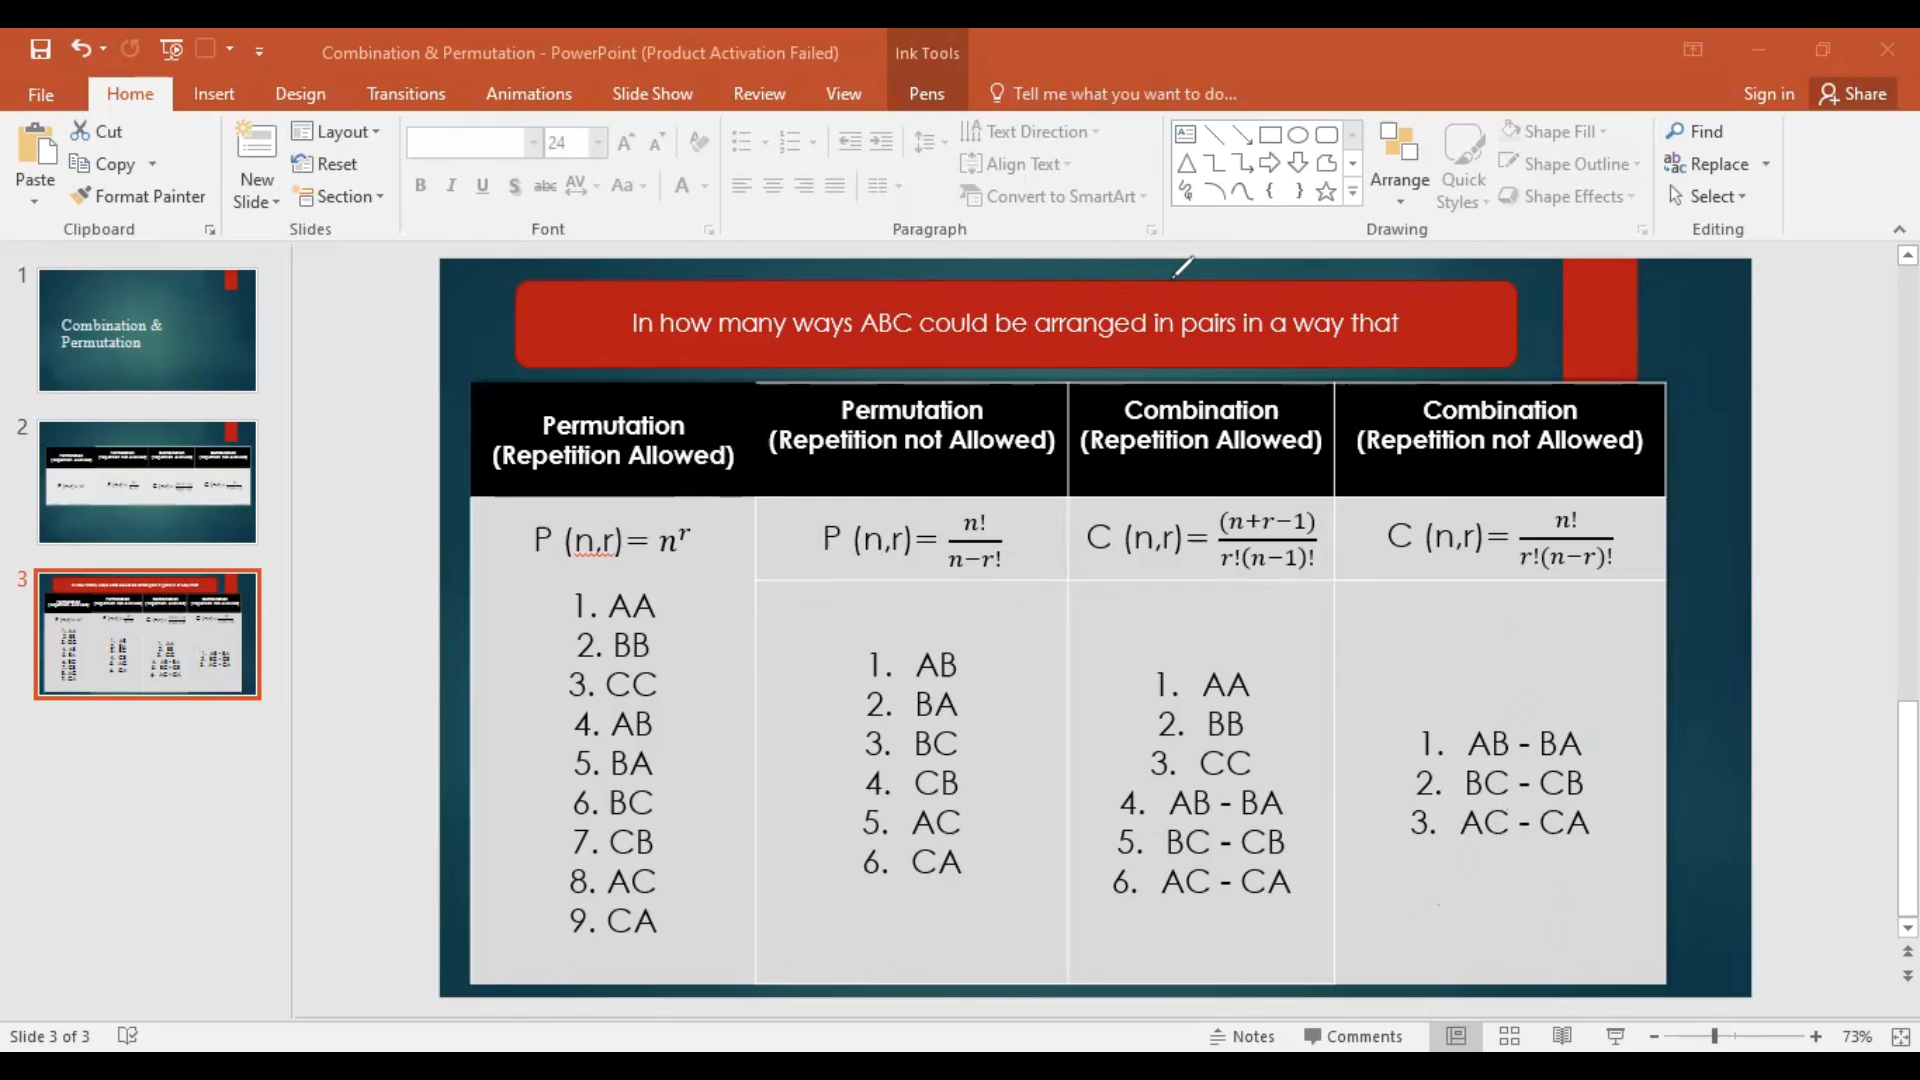 Combination & Permutation - PowerPoint (Product Activation Failed)
Ink Tools
File
Home
Insert
Design
Transitions
Animations
Slide Show
Review
View
Pens
Tell me what you want to do...
Sign in
Share
Paste
Cut
Copy
Format Painter
Clipboard
New
Slide
Layout
Reset
Section
Slides
24
B I U S abc AV Aa A
Font
Text Direction
Align Text
Convert to SmartArt
Paragraph
Arrange
Quick
Styles
Shape Fill
Shape Outline
Shape Effects
Drawing
Find
Replace
Select
Editing
1
Combination &
Permutation
2
3
In how many ways ABC could be arranged in pairs in a way that
Permutation
(Repetition Allowed)
Permutation
(Repetition not Allowed)
Combination
(Repetition Allowed)
Combination
(Repetition not Allowed)
P (n,r)= n^r
P (n,r)= n!/n−r!
C (n,r)= (n+r−1)/r!(n−1)!
C (n,r)= n!/r!(n−r)!
1. AA
2. BB
3. CC
4. AB
5. BA
6. BC
7. CB
8. AC
9. CA
1. AB
2. BA
3. BC
4. CB
5. AC
6. CA
1. AA
2. BB
3. CC
4. AB - BA
5. BC - CB
6. AC - CA
1. AB - BA
2. BC - CB
3. AC - CA
Slide 3 of 3
Notes
Comments
73%